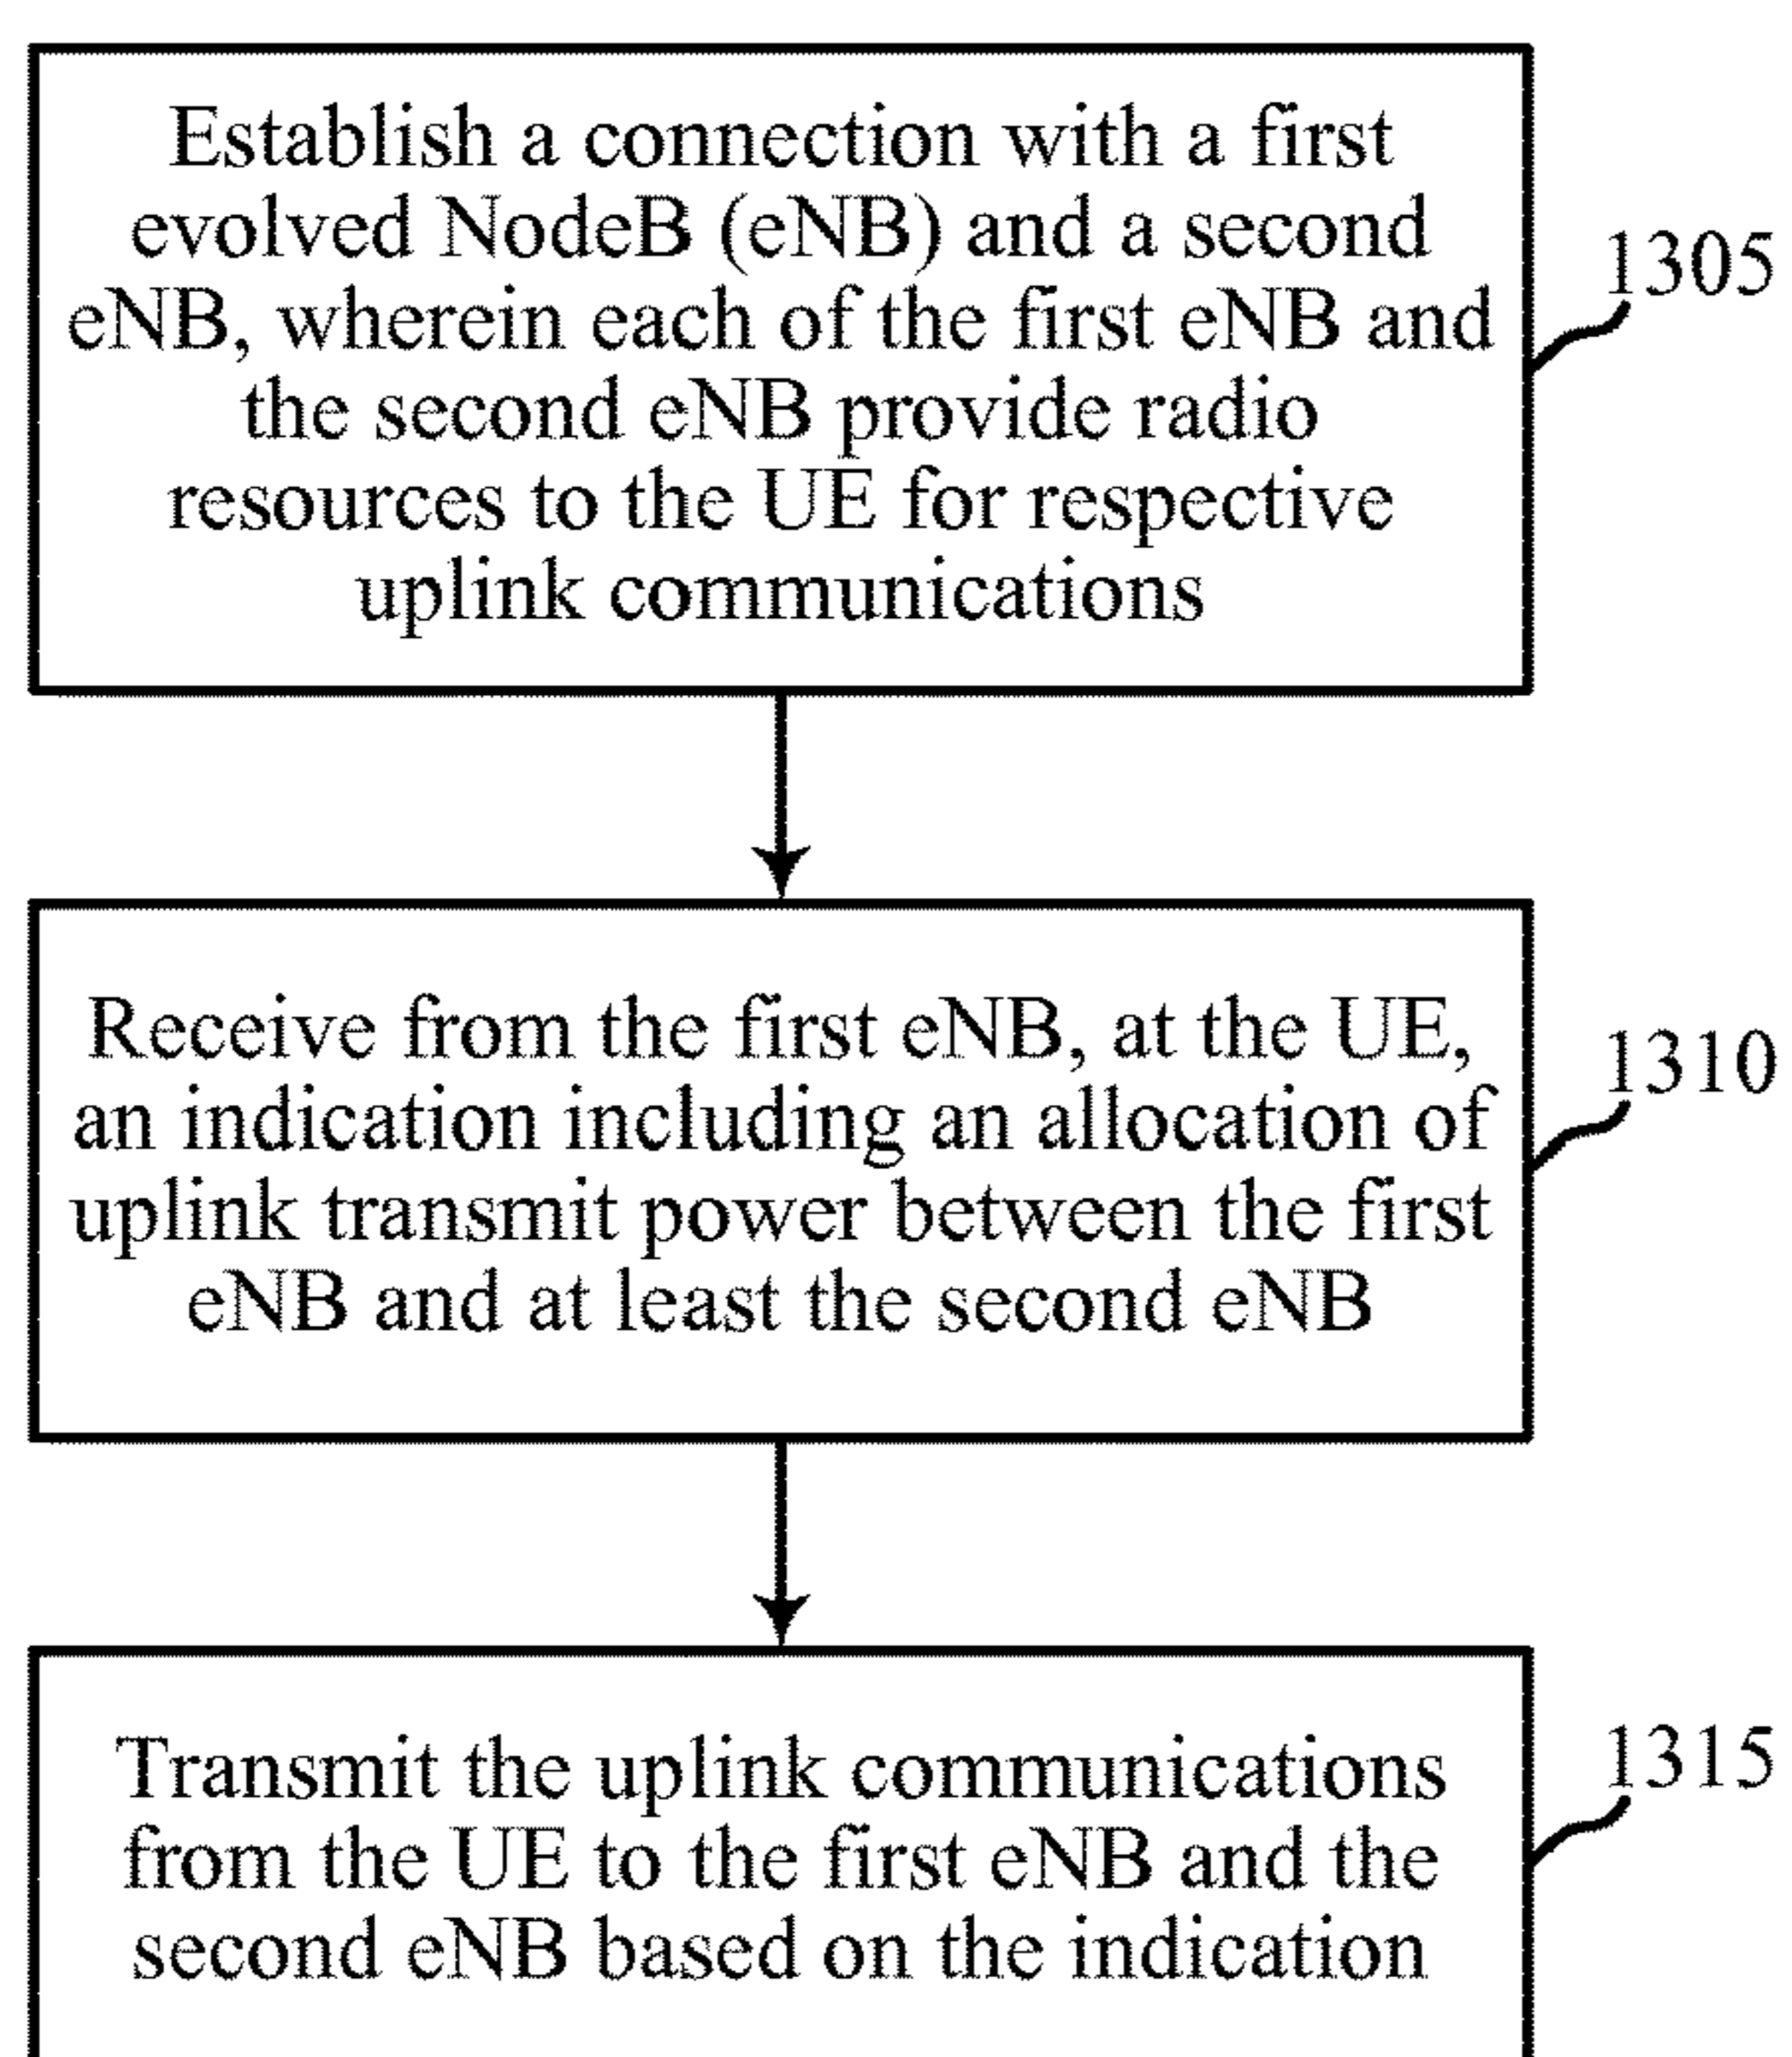 Establish a connection with a first
evolved NodeB (eNB) and a second
eNB, wherein each of the first eNB and
the second eNB provide radio
resources to the UE for respective
uplink communications
1305
Receive from the first eNB, at the UE,
an indication including an allocation of
uplink transmit power between the first
eNB and at least the second eNB
1310
Transmit the uplink communications
from the UE to the first eNB and the
second eNB based on the indication
1315